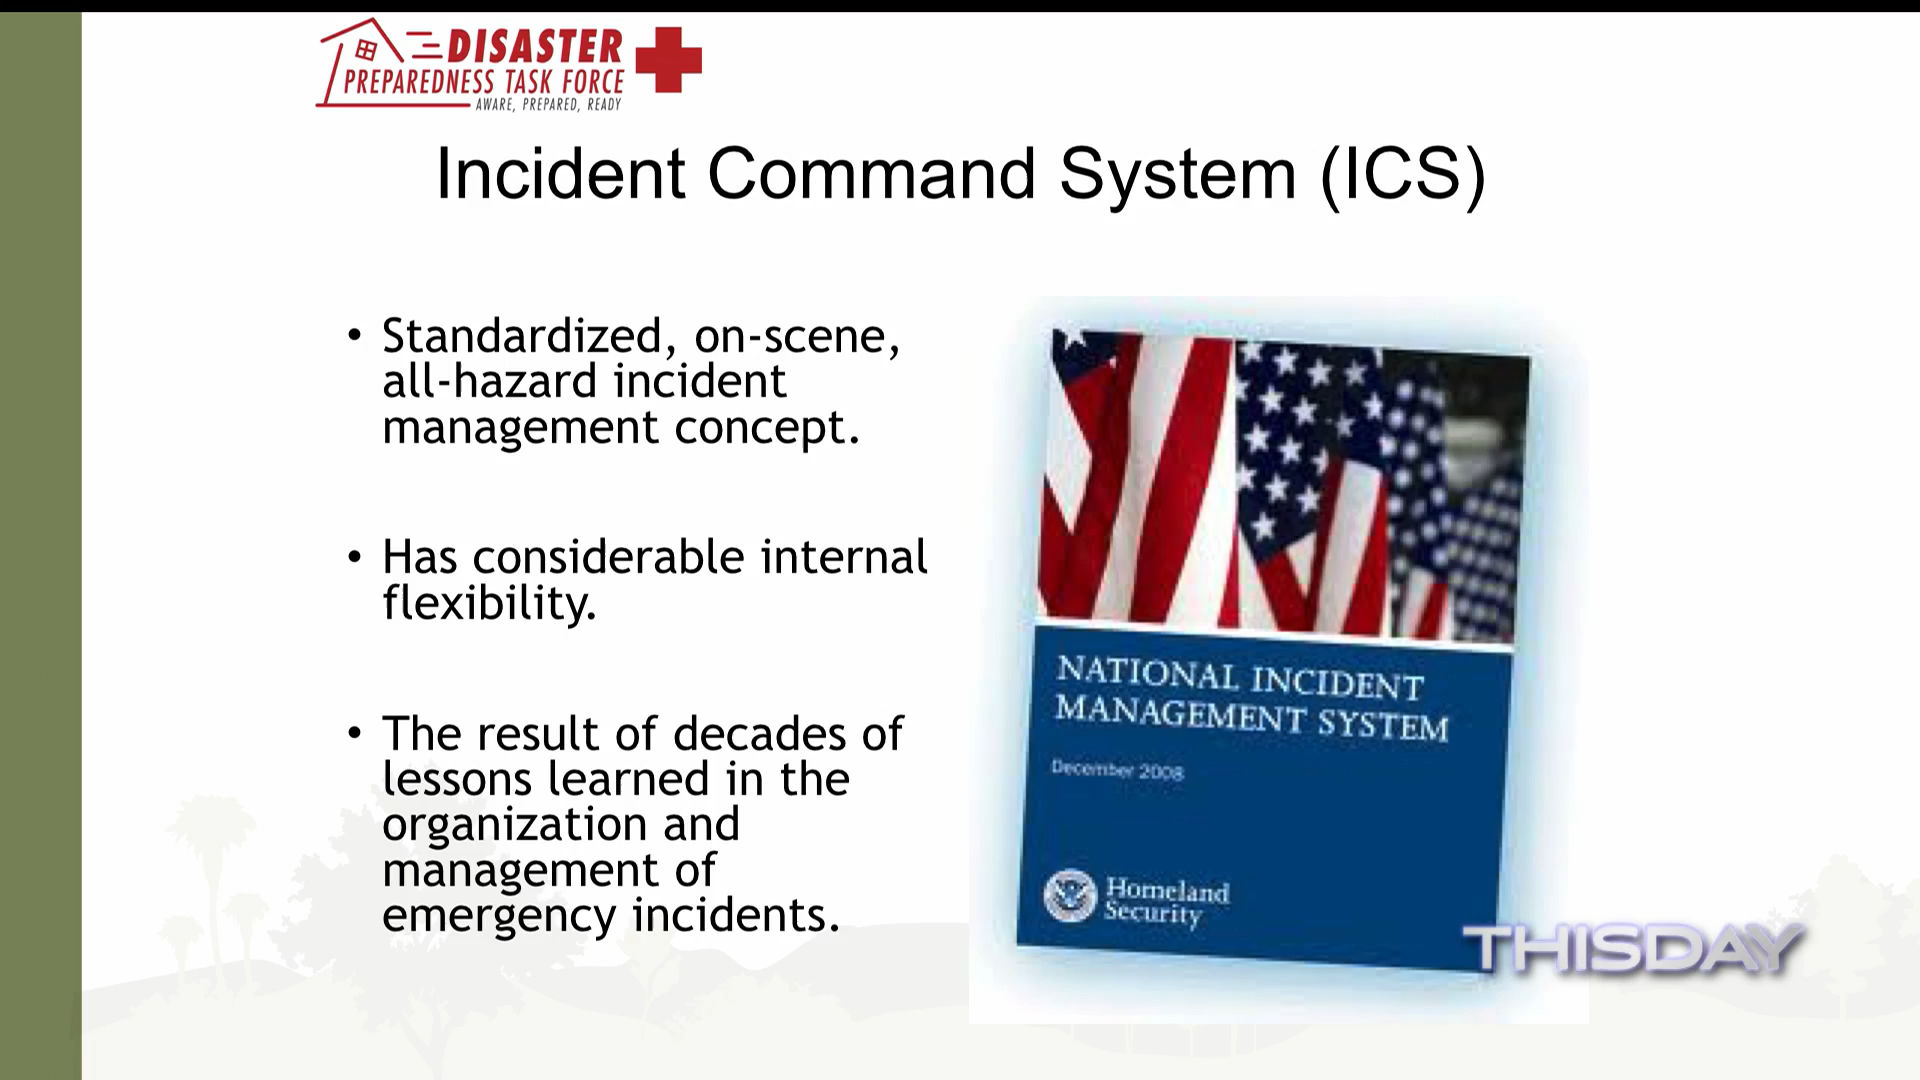 DISASTER
PREPAREDNESS TASK FORCE
AWARE, PREPARED, READY
Incident Command System (ICS)
• Standardized, on-scene,
all-hazard incident
management concept.
• Has considerable internal
flexibility.
• The result of decades of
lessons learned in the
organization and
management of
emergency incidents.
NATIONAL INCIDENT
MANAGEMENT SYSTEM
December 2008
Homeland
Security
THISDAY